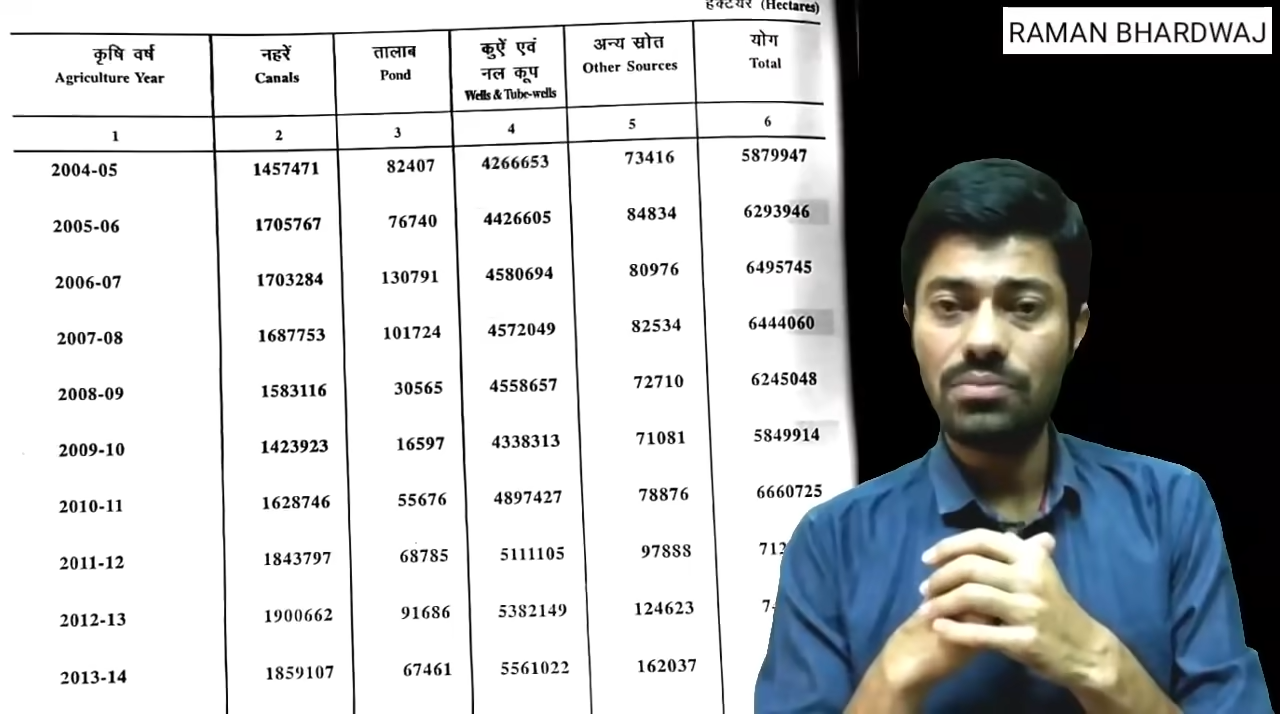 हेक्टेयर (Hectares)
RAMAN BHARDWAJ
कृषि वर्ष नहरें तालाब कुऐं एवं अन्य स्रोत योग
Agriculture Year Canals Pond नल कूप Other Sources Total
Wells & Tube-wells
1 2 3 4 5 6
2004-05 1457471 82407 4266653 73416 5879947
2005-06 1705767 76740 4426605 84834 6293946
2006-07 1703284 130791 4580694 80976 6495745
2007-08 1687753 101724 4572049 82534 6444060
2008-09 1583116 30565 4558657 72710 6245048
2009-10 1423923 16597 4338313 71081 5849914
2010-11 1628746 55676 4897427 78876 6660725
2011-12 1843797 68785 5111105 97888
2012-13 1900662 91686 5382149 124623
2013-14 1859107 67461 5561022 162037